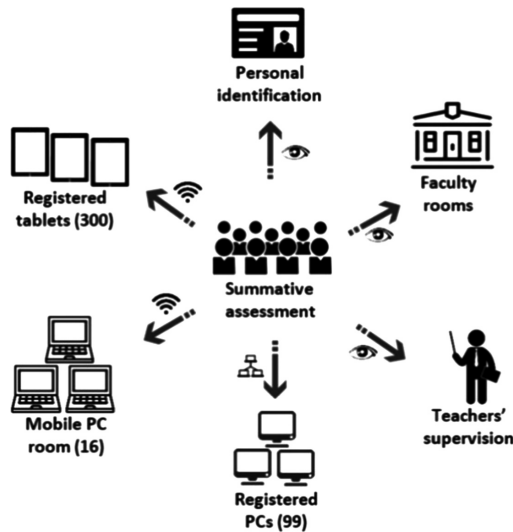 Personal
identification
Registered
tablets (300)
Faculty
rooms
Summative
assessment
Mobile PC
room (16)
Teachers'
supervision
Registered
PCs (99)